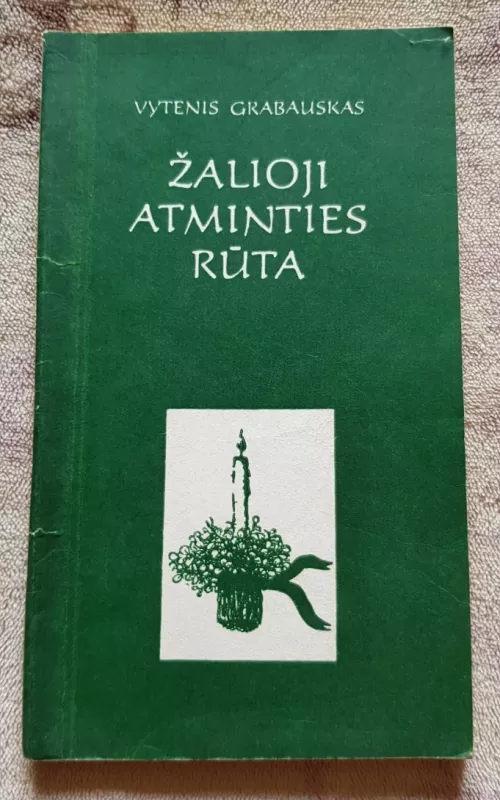 VYTENIS GRABAUSKAS
ŽALIOJI
ATMINTIES
RŪTA